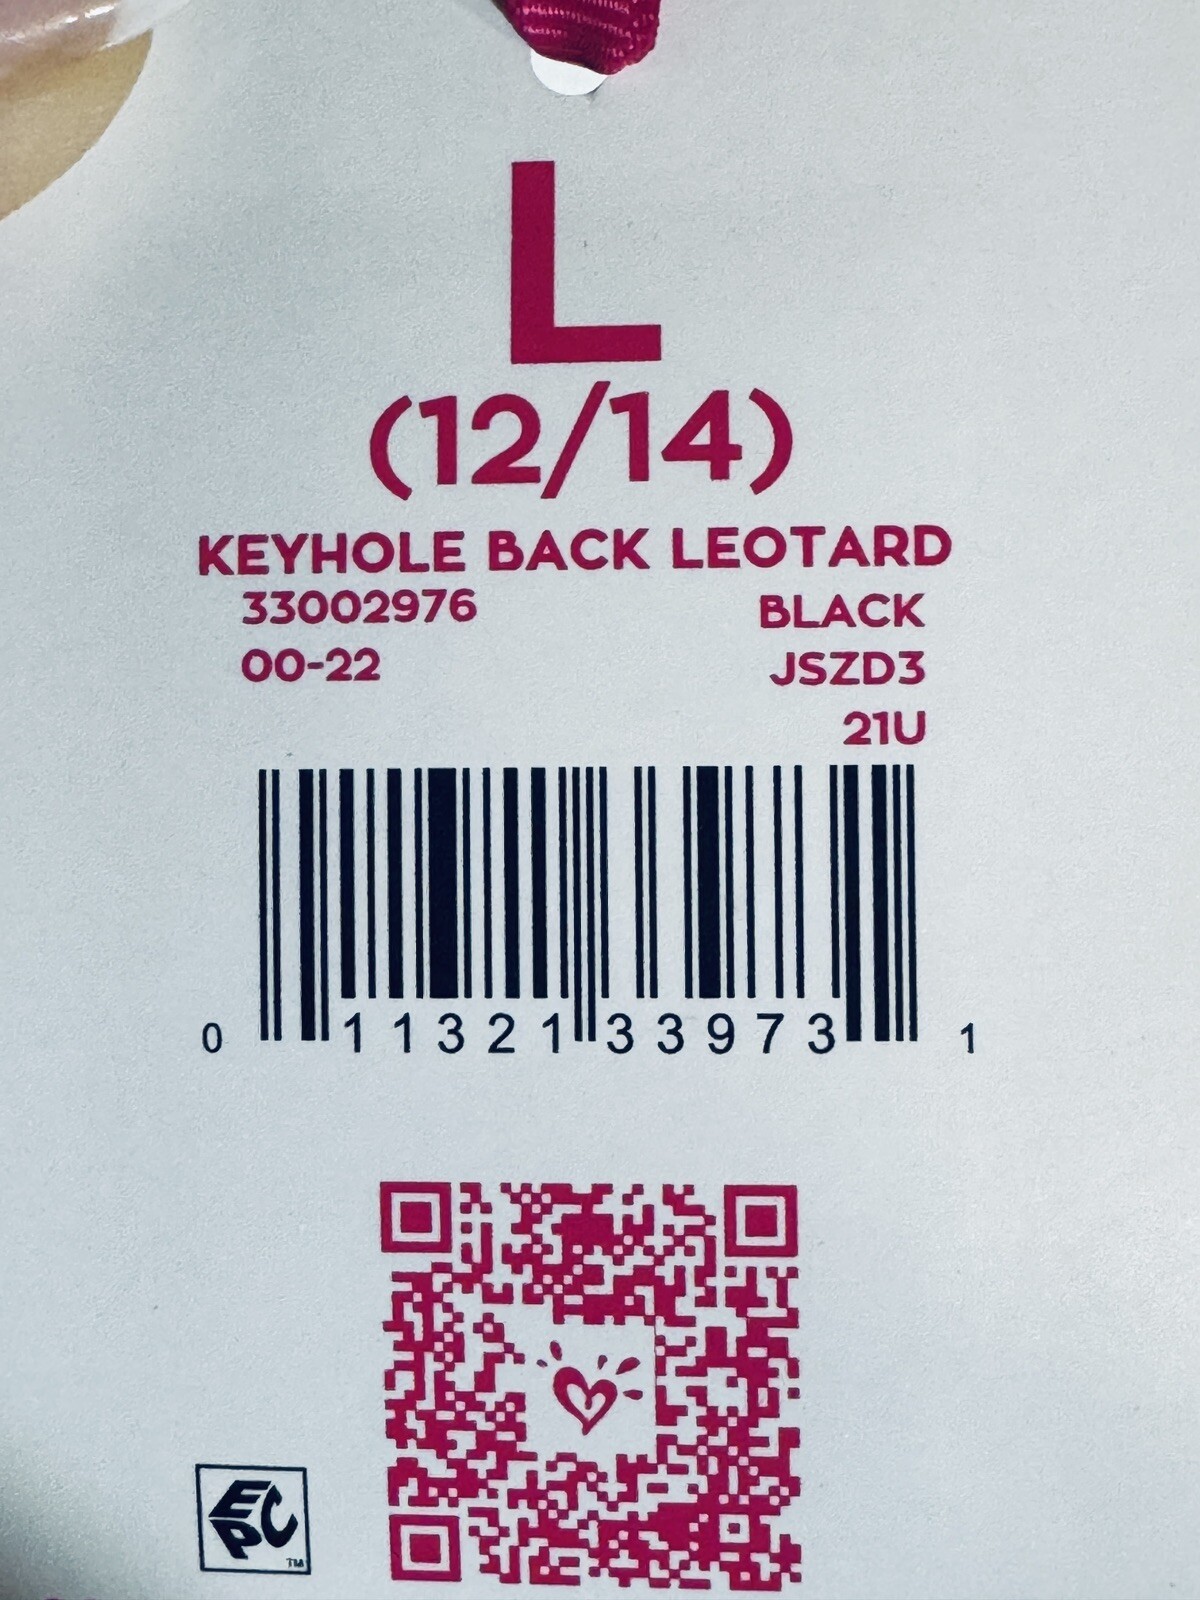 L
(12/14)
KEYHOLE BACK LEOTARD
33002976 BLACK
00-22 JSZD3
21U
0 11321 33973 1
EPC TM